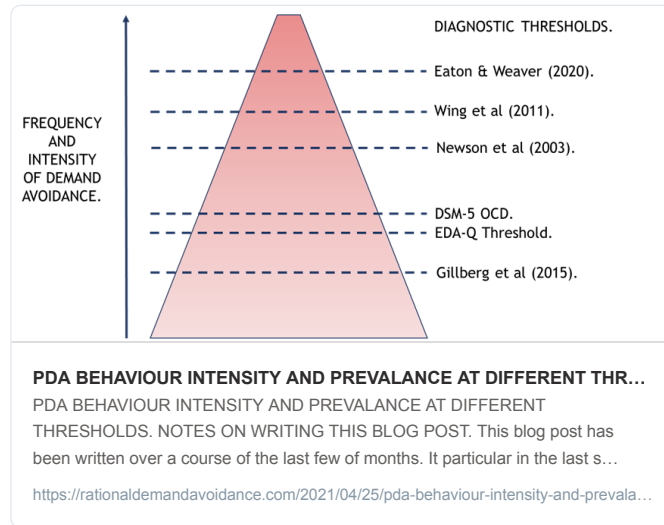 DIAGNOSTIC THRESHOLDS.
Eaton & Weaver (2020).
Wing et al (2011).
FREQUENCY
AND
INTENSITY
OF DEMAND
AVOIDANCE.
Newson et al (2003).
DSM-5 OCD.
EDA-Q Threshold.
Gillberg et al (2015).
PDA BEHAVIOUR INTENSITY AND PREVALANCE AT DIFFERENT THR...
PDA BEHAVIOUR INTENSITY AND PREVALANCE AT DIFFERENT
THRESHOLDS. NOTES ON WRITING THIS BLOG POST. This blog post has
been written over a course of the last few of months. It particular in the last s...
https://rationaldemandavoidance.com/2021/04/25/pda-behaviour-intensity-and-prevala...